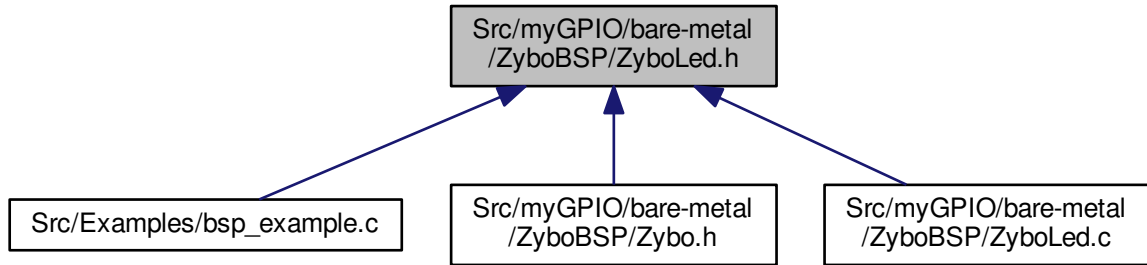 Src/myGPIO/bare-metal
/ZyboBSP/ZyboLed.h
Src/Examples/bsp_example.c
Src/myGPIO/bare-metal
/ZyboBSP/Zybo.h
Src/myGPIO/bare-metal
/ZyboBSP/ZyboLed.c